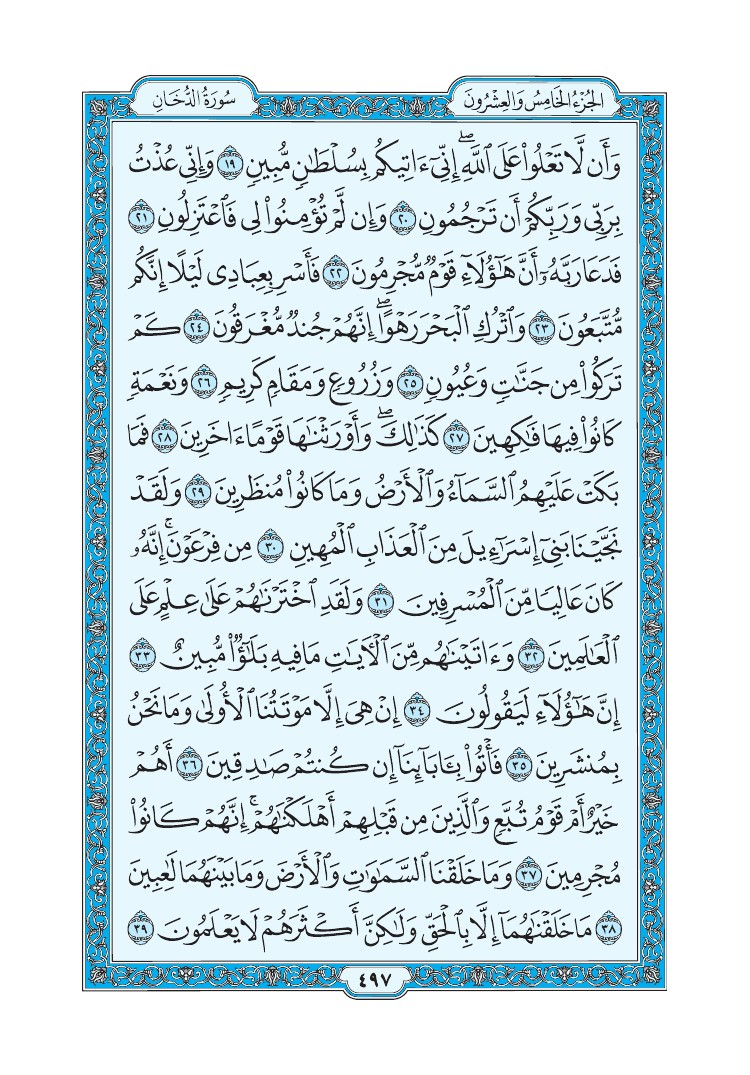 الجُزْءُ الخَامِسُ وَالعِشْرُونَ
سُورَةُ الدُّخَانِ
وَأَن لَّا تَعْلُوا۟ عَلَى ٱللَّهِ ۖ إِنِّىٓ ءَاتِيكُم بِسُلْطَٰنٍ مُّبِينٍ ١٩ وَإِنِّى عُذْتُ
بِرَبِّى وَرَبِّكُمْ أَن تَرْجُمُونِ ٢٠ وَإِن لَّمْ تُؤْمِنُوا۟ لِى فَٱعْتَزِلُونِ ٢١
فَدَعَا رَبَّهُۥٓ أَنَّ هَٰٓؤُلَآءِ قَوْمٌ مُّجْرِمُونَ ٢٢ فَأَسْرِ بِعِبَادِى لَيْلًا إِنَّكُم
مُّتَّبَعُونَ ٢٣ وَٱتْرُكِ ٱلْبَحْرَ رَهْوًا ۖ إِنَّهُمْ جُندٌ مُّغْرَقُونَ ٢٤ كَمْ
تَرَكُوا۟ مِن جَنَّٰتٍ وَعُيُونٍ ٢٥ وَزُرُوعٍ وَمَقَامٍ كَرِيمٍ ٢٦ وَنَعْمَةٍ
كَانُوا۟ فِيهَا فَٰكِهِينَ ٢٧ كَذَٰلِكَ ۖ وَأَوْرَثْنَٰهَا قَوْمًا ءَاخَرِينَ ٢٨ فَمَا
بَكَتْ عَلَيْهِمُ ٱلسَّمَآءُ وَٱلْأَرْضُ وَمَا كَانُوا۟ مُنظَرِينَ ٢٩ وَلَقَدْ
نَجَّيْنَا بَنِىٓ إِسْرَٰٓءِيلَ مِنَ ٱلْعَذَابِ ٱلْمُهِينِ ٣٠ مِن فِرْعَوْنَ ۚ إِنَّهُۥ
كَانَ عَالِيًا مِّنَ ٱلْمُسْرِفِينَ ٣١ وَلَقَدِ ٱخْتَرْنَٰهُمْ عَلَىٰ عِلْمٍ عَلَى
ٱلْعَٰلَمِينَ ٣٢ وَءَاتَيْنَٰهُم مِّنَ ٱلْءَايَٰتِ مَا فِيهِ بَلَٰٓؤٌا۟ مُّبِينٌ ٣٣
إِنَّ هَٰٓؤُلَآءِ لَيَقُولُونَ ٣٤ إِنْ هِىَ إِلَّا مَوْتَتُنَا ٱلْأُولَىٰ وَمَا نَحْنُ
بِمُنشَرِينَ ٣٥ فَأْتُوا۟ بِـَٔابَآئِنَآ إِن كُنتُمْ صَٰدِقِينَ ٣٦ أَهُمْ
خَيْرٌ أَمْ قَوْمُ تُبَّعٍ وَٱلَّذِينَ مِن قَبْلِهِمْ ۚ أَهْلَكْنَٰهُمْ ۖ إِنَّهُمْ كَانُوا۟
مُجْرِمِينَ ٣٧ وَمَا خَلَقْنَا ٱلسَّمَٰوَٰتِ وَٱلْأَرْضَ وَمَا بَيْنَهُمَا لَٰعِبِينَ
٣٨ مَا خَلَقْنَٰهُمَآ إِلَّا بِٱلْحَقِّ وَلَٰكِنَّ أَكْثَرَهُمْ لَا يَعْلَمُونَ ٣٩
٤٩٧